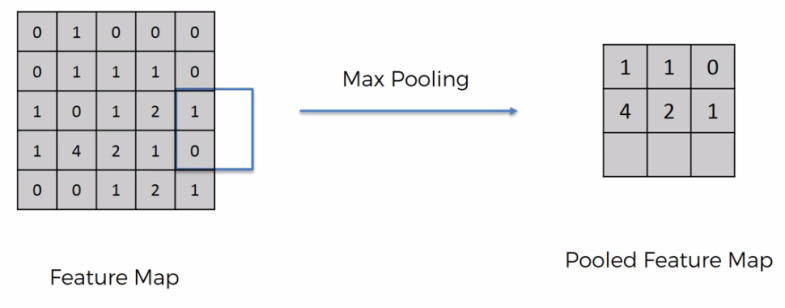 0 1 0 0 0
0 1 1 1 0
1 0 1 2 1
1 4 2 1 0
0 0 1 2 1
Feature Map
Max Pooling
1 1 0
4 2 1
Pooled Feature Map